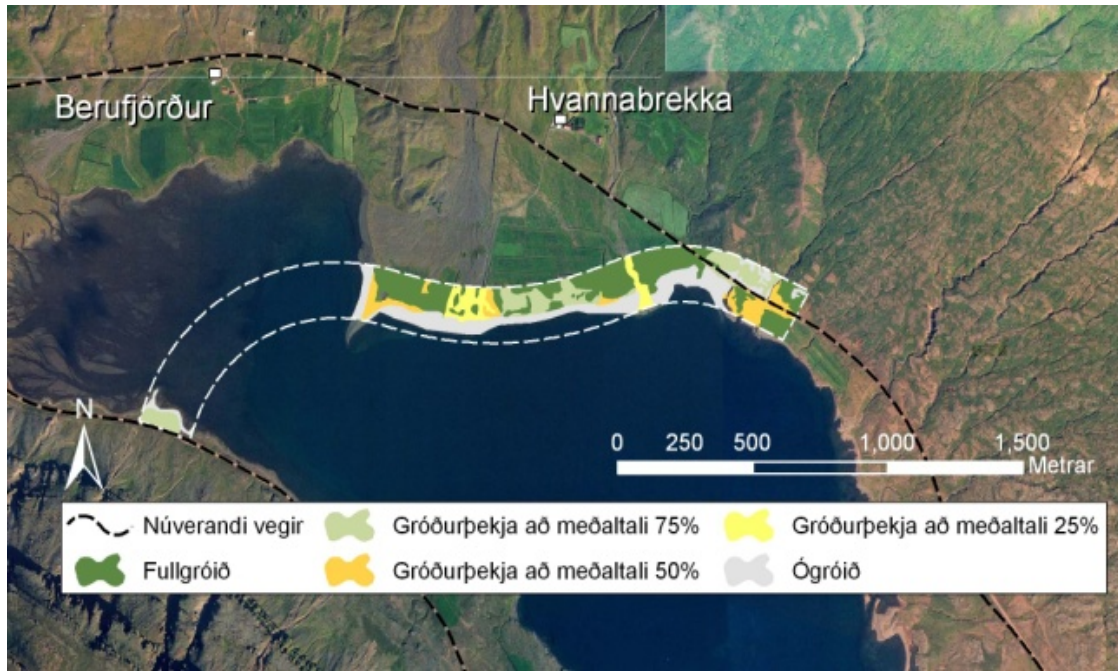 Berufjörður
Hvannabrekka
N
0 250 500 1,000 1,500
Metrar
Núverandi vegir
Gróðurþekja að meðaltali 75%
Gróðurþekja að meðaltali 25%
Fullgróið
Gróðurþekja að meðaltali 50%
Ógróið